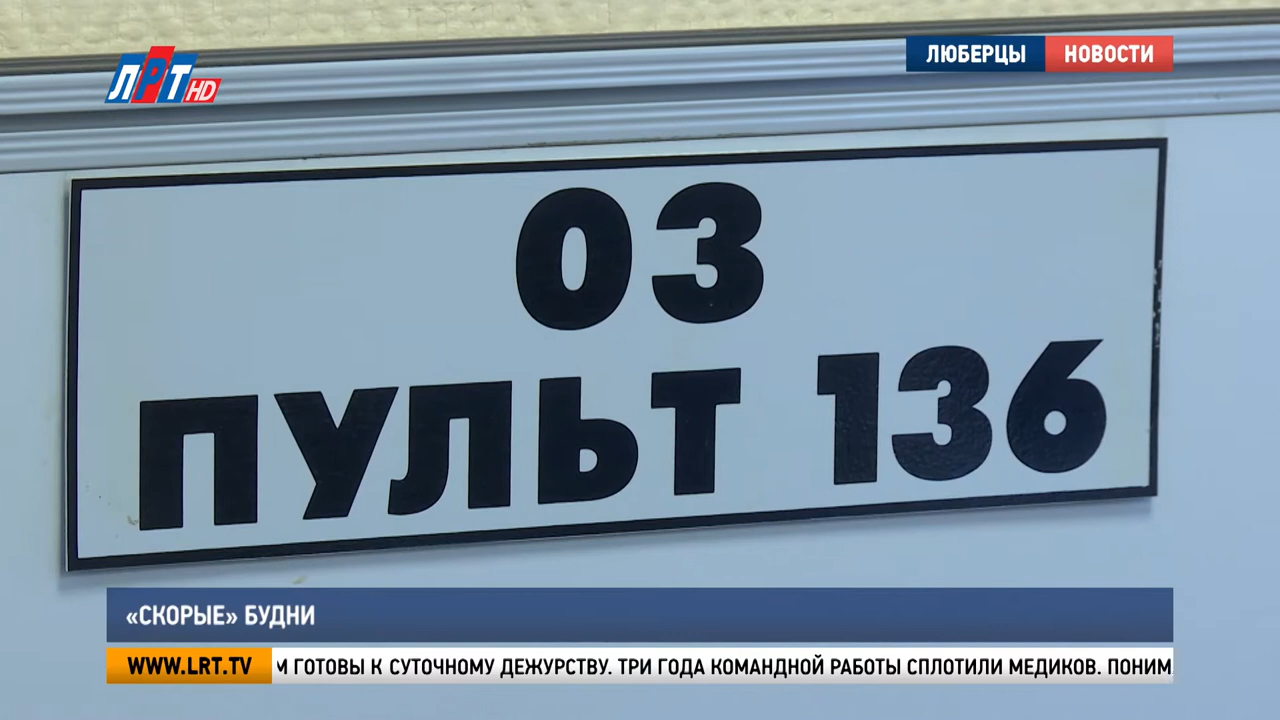 ЛРТ HD
ЛЮБЕРЦЫ НОВОСТИ
03
ПУЛЬТ 136
«СКОРЫЕ» БУДНИ
WWW.LRT.TV ГОТОВЫ К СУТОЧНОМУ ДЕЖУРСТВУ. ТРИ ГОДА КОМАНДНОЙ РАБОТЫ СПЛОТИЛИ МЕДИКОВ. ПОНИМ